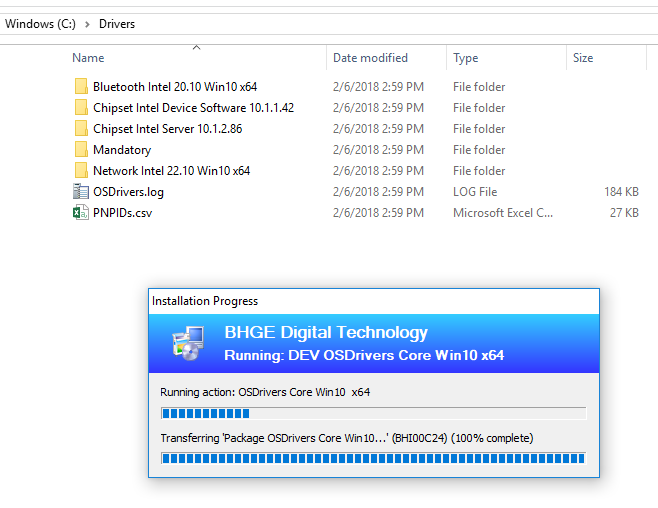 Windows (C:) > Drivers
Name Date modified Type Size
Bluetooth Intel 20.10 Win10 x64 2/6/2018 2:59 PM File folder
Chipset Intel Device Software 10.1.1.42 2/6/2018 2:59 PM File folder
Chipset Intel Server 10.1.2.86 2/6/2018 2:59 PM File folder
Mandatory 2/6/2018 2:59 PM File folder
Network Intel 22.10 Win10 x64 2/6/2018 2:59 PM File folder
OSDrivers.log 2/6/2018 2:59 PM LOG File 184 KB
PNPIDs.csv 2/6/2018 2:59 PM Microsoft Excel C... 27 KB
Installation Progress
BHGE Digital Technology
Running: DEV OSDrivers Core Win10 x64
Running action: OSDrivers Core Win10 x64
Transferring 'Package OSDrivers Core Win10...' (BHI00C24) (100% complete)